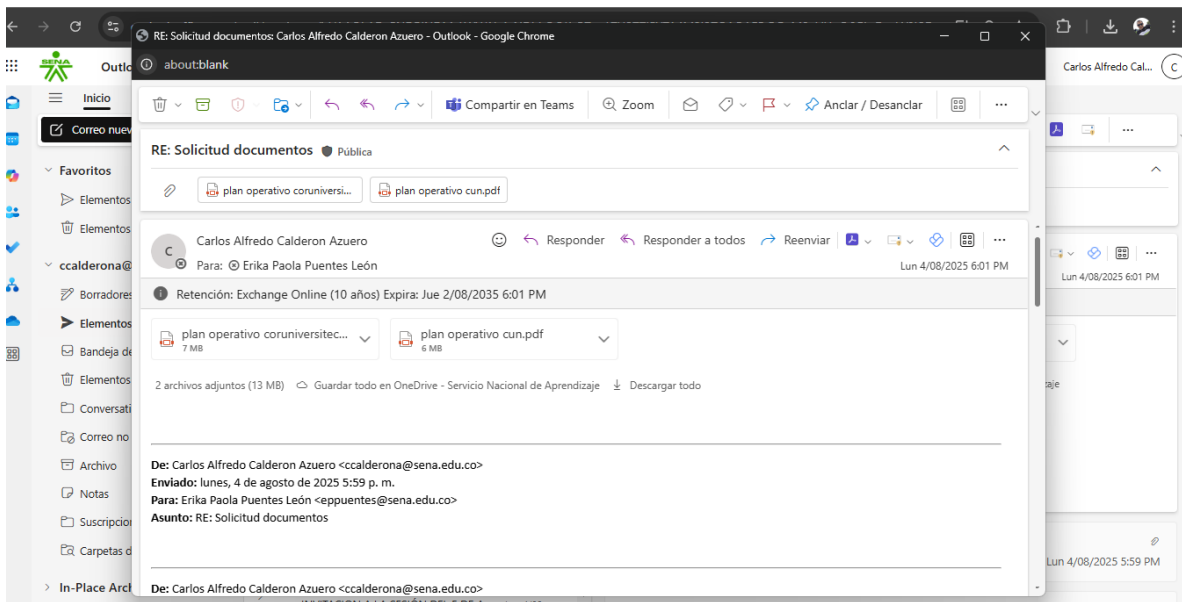 RE: Solicitud documentos: Carlos Alfredo Calderon Azuero - Outlook - Google Chrome
about:blank
SENA
Outlo
Carlos Alfredo Cal...
C
Inicio
Correo nuev
Favoritos
Elementos
Elementos
ccalderona@
Borradores
Elementos
Bandeja de
Elementos
Conversati
Correo no
Archivo
Notas
Suscripcior
Carpetas d
In-Place Arch
Compartir en Teams
Zoom
Anclar / Desanclar
RE: Solicitud documentos Pública
plan operativo coruniversi...
plan operativo cun.pdf
C
Carlos Alfredo Calderon Azuero
Responder
Responder a todos
Reenviar
Para: Erika Paola Puentes León
Lun 4/08/2025 6:01 PM
Retención: Exchange Online (10 años) Expira: Jue 2/08/2035 6:01 PM
plan operativo coruniversitec...
7 MB
plan operativo cun.pdf
6 MB
2 archivos adjuntos (13 MB) Guardar todo en OneDrive - Servicio Nacional de Aprendizaje Descargar todo
De: Carlos Alfredo Calderon Azuero <ccalderona@sena.edu.co>
Enviado: lunes, 4 de agosto de 2025 5:59 p. m.
Para: Erika Paola Puentes León <eppuentes@sena.edu.co>
Asunto: RE: Solicitud documentos
De: Carlos Alfredo Calderon Azuero <ccalderona@sena.edu.co>
Lun 4/08/2025 6:01 PM
aje
Lun 4/08/2025 5:59 PM